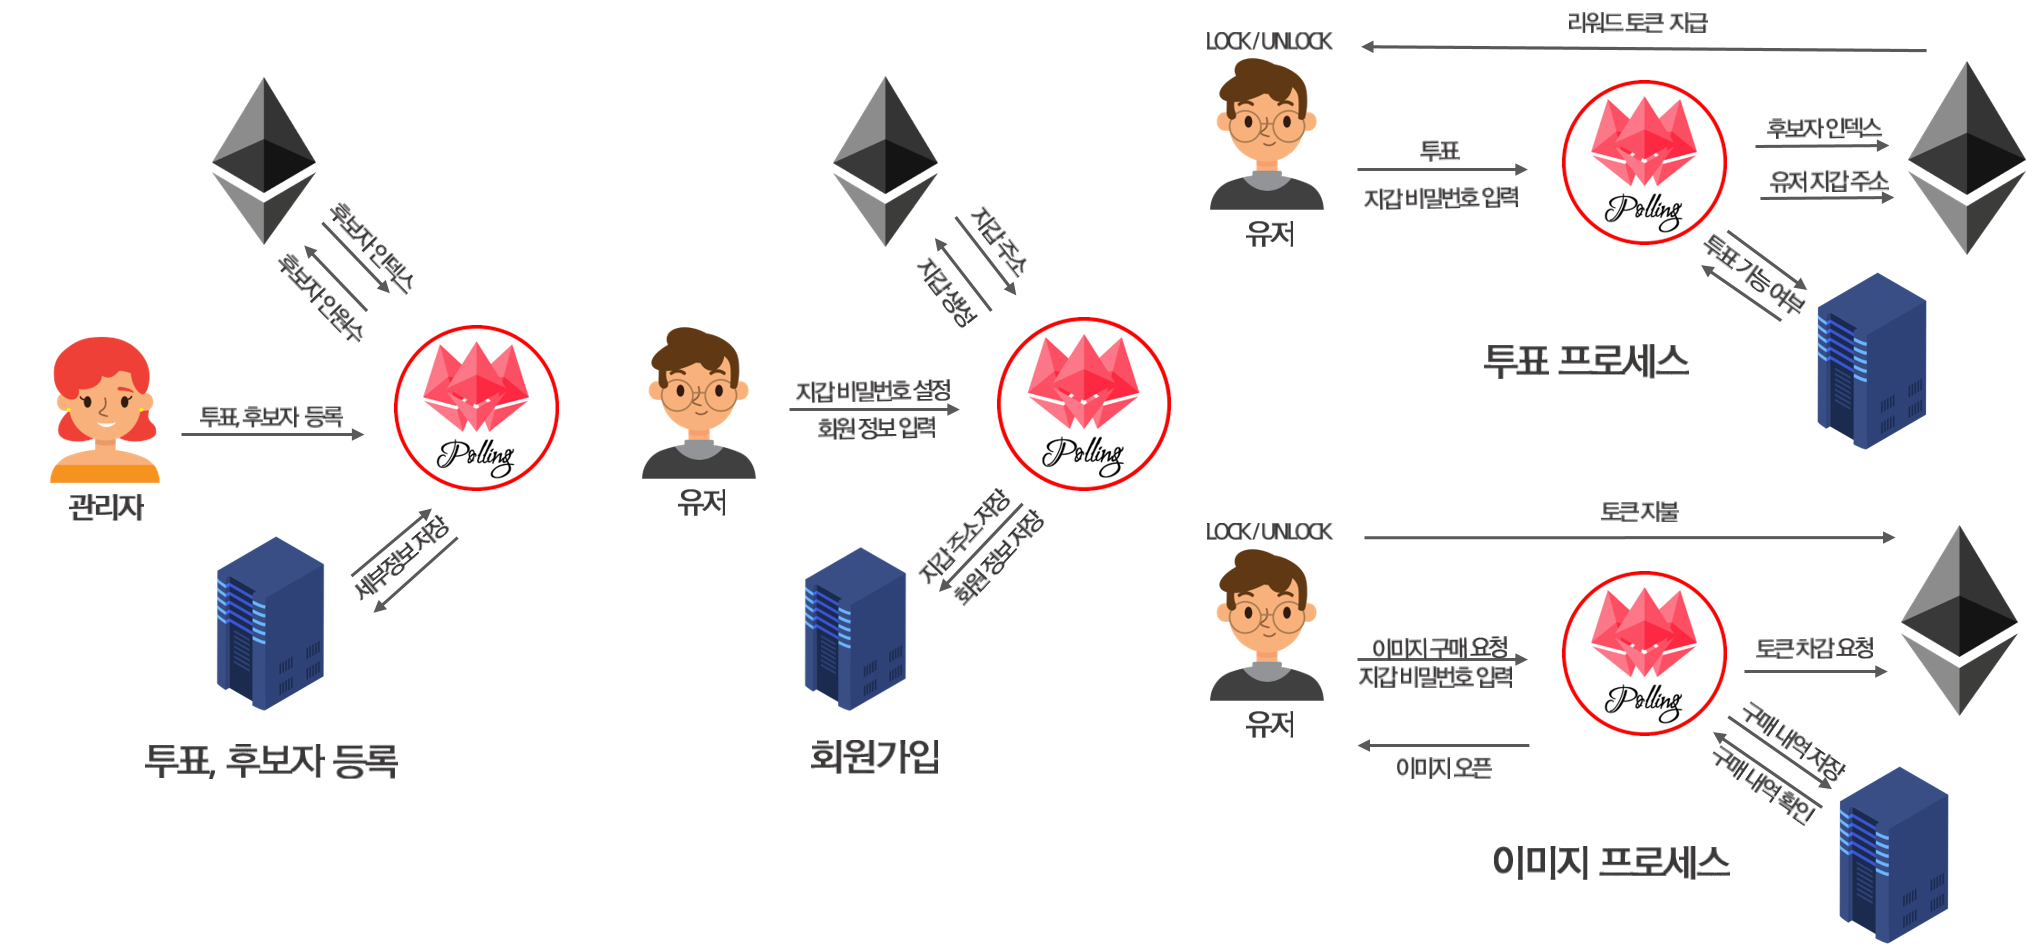 후보자 인덱스
후보자 인원수
투표, 후보자 등록
Polling
관리자
세부정보 저장
투표, 후보자 등록
지갑 주소
지갑 생성
지갑 비밀번호 설정
회원 정보 입력
Polling
유저
지갑 주소 저장
회원 정보 저장
회원가입
리워드 토큰 지급
LOCK / UNLOCK
투표
지갑 비밀번호 입력
유저
Polling
후보자 인덱스
유저 지갑 주소
투표 가능 여부
투표 프로세스
토큰 지불
LOCK / UNLOCK
이미지 구매 요청
지갑 비밀번호 입력
유저
Polling
토큰 차감 요청
이미지 오픈
구매 내역 저장
구매 내역 확인
이미지 프로세스